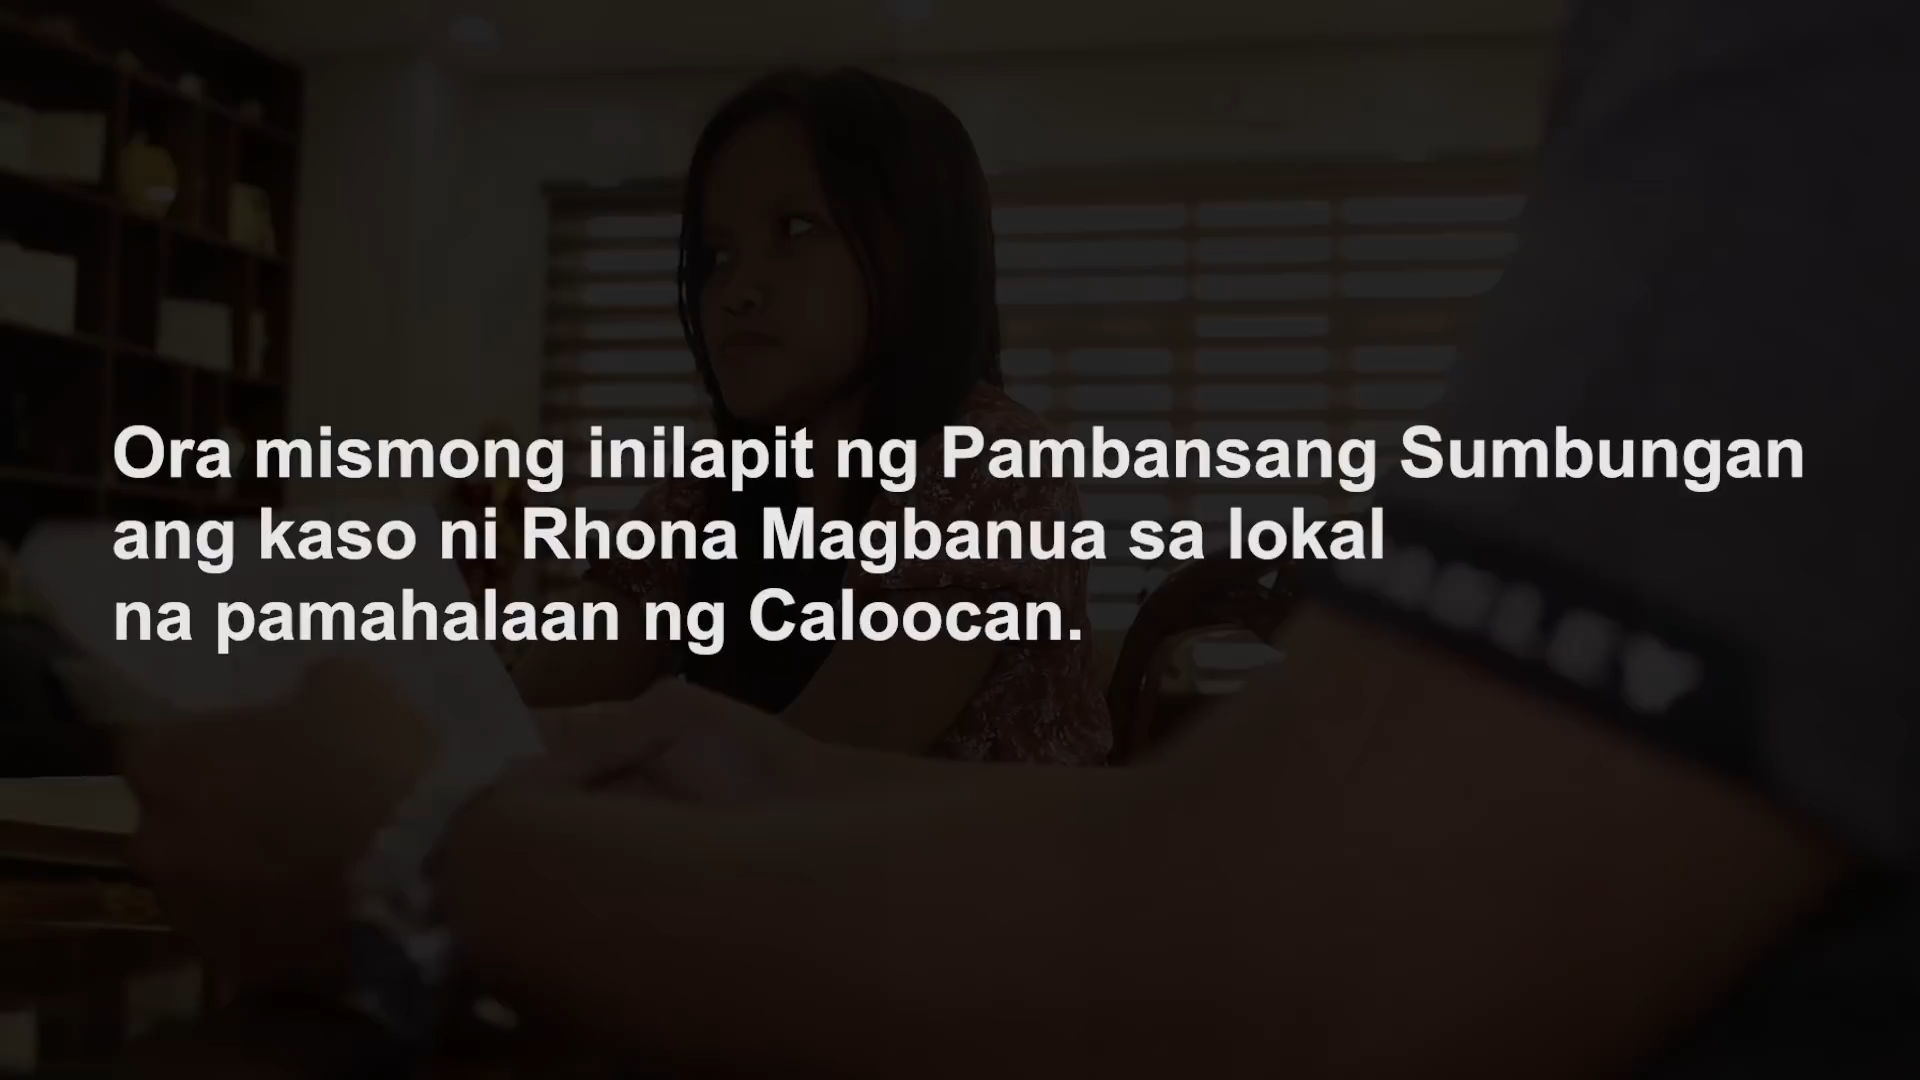 Ora mismong inilapit ng Pambansang Sumbungan
ang kaso ni Rhona Magbanua sa lokal
na pamahalaan ng Caloocan.